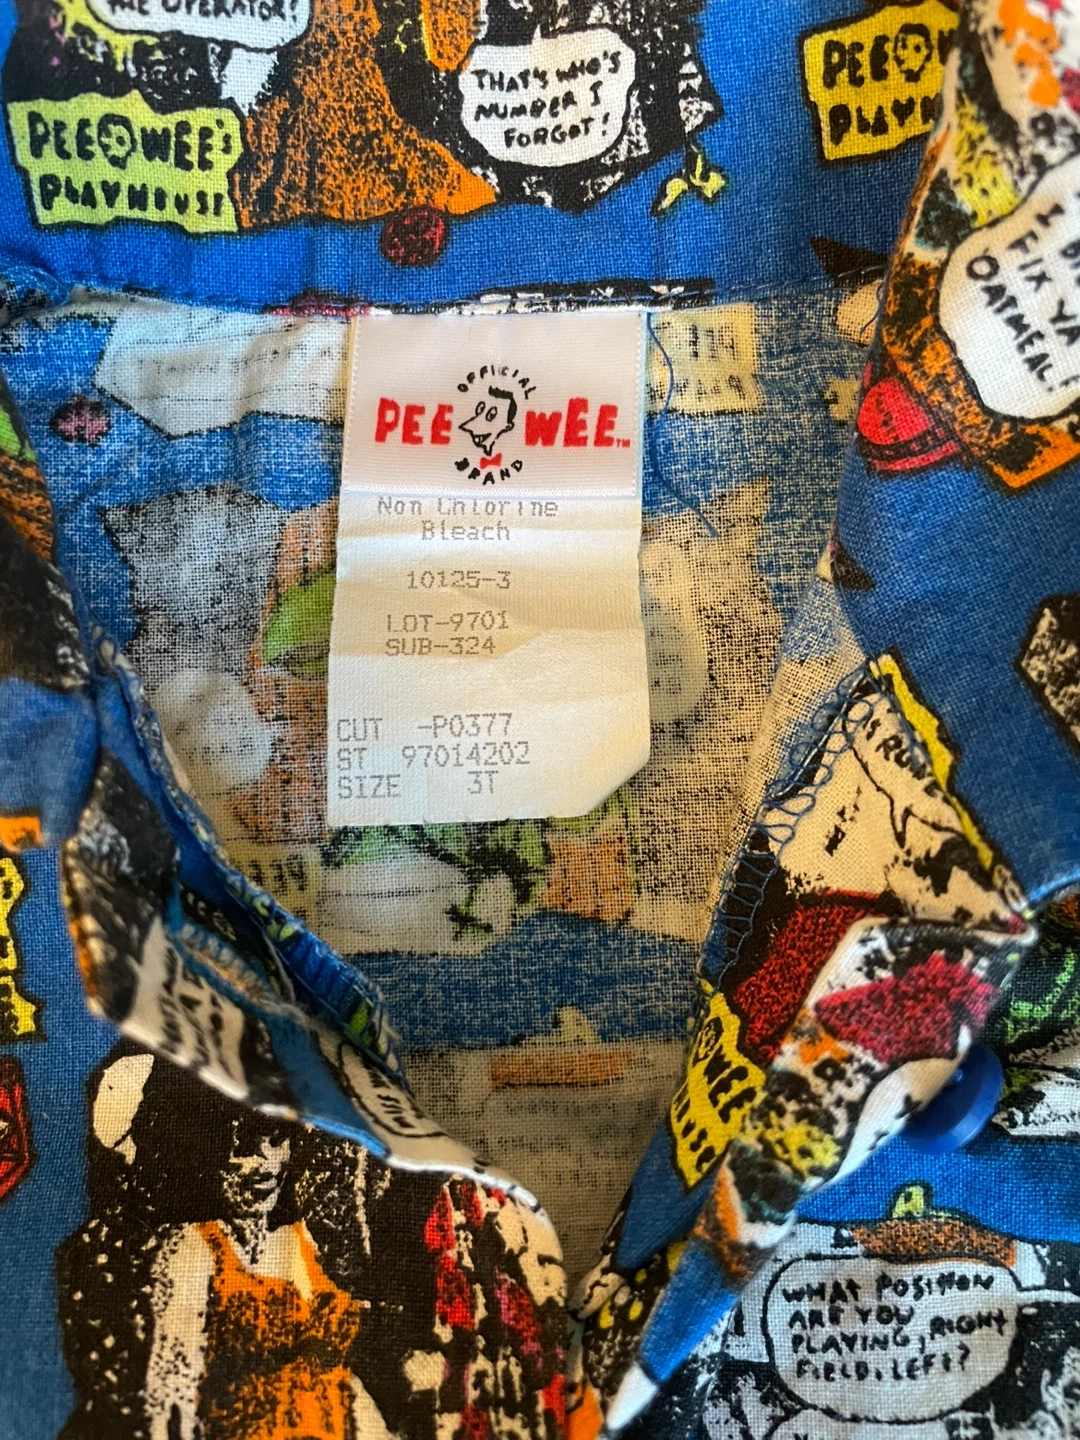 THE OPERATOR?
THAT'S WHO'S
NUMBER I
FORGOT!
PEE WEE'S
PLAYHOUSE
PEE
I
FIX YA
OATMEAL!
OFFICIAL
PEE WEE™
BRAND
Non Chlorine
Bleach
10125-3
LOT-9701
SUB-324
CUT -P0377
ST 97014202
SIZE 3T
WEE
WHAT POSITION
ARE YOU
PLAYING, RIGHT
FIELD, LEFT?